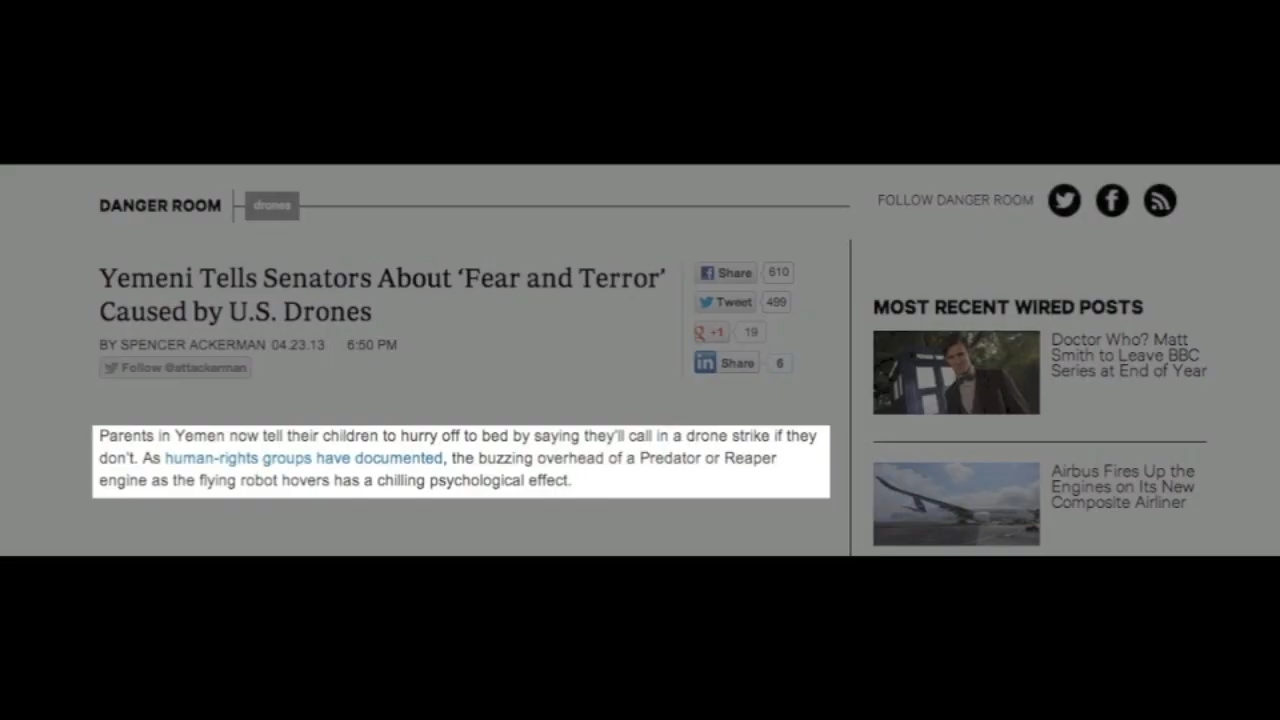 DANGER ROOM
drones
FOLLOW DANGER ROOM
Yemeni Tells Senators About ‘Fear and Terror’
Caused by U.S. Drones
BY SPENCER ACKERMAN 04.23.13 6:50 PM
Follow @attackerman
Share 610
Tweet 499
+1 19
Share 6
Parents in Yemen now tell their children to hurry off to bed by saying they'll call in a drone strike if they
don't. As human-rights groups have documented, the buzzing overhead of a Predator or Reaper
engine as the flying robot hovers has a chilling psychological effect.
MOST RECENT WIRED POSTS
Doctor Who? Matt
Smith to Leave BBC
Series at End of Year
Airbus Fires Up the
Engines on Its New
Composite Airliner